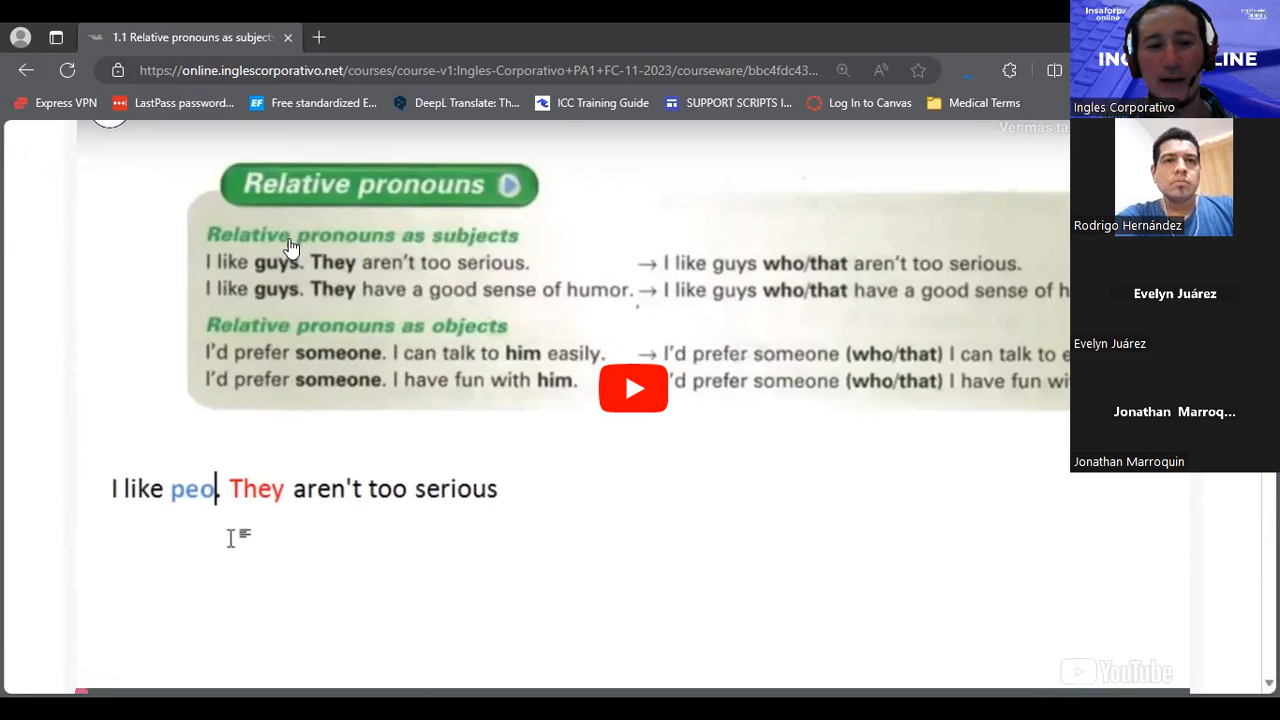 1.1 Relative pronouns as subject
https://online.inglescorporativo.net/courses/course-v1:Ingles-Corporativo+PA1+FC-11-2023/courseware/bbc4fdc43...
Express VPN
LastPass password...
Free standardized E...
DeepL Translate: Th...
ICC Training Guide
SUPPORT SCRIPTS I...
Log In to Canvas
Medical Terms
Ver más ta
Relative pronouns
Relative pronouns as subjects
I like guys. They aren't too serious. → I like guys who/that aren't too serious.
I like guys. They have a good sense of humor. → I like guys who/that have a good sense of h
Relative pronouns as objects
I'd prefer someone. I can talk to him easily. → I'd prefer someone (who/that) I can talk to e
I'd prefer someone. I have fun with him. 'd prefer someone (who/that) I have fun wi
I like peo. They aren't too serious
YouTube
Insaforp
online
Ingles Corporativo
Rodrigo Hernández
Evelyn Juárez
Evelyn Juárez
Jonathan Marroq...
Jonathan Marroquin